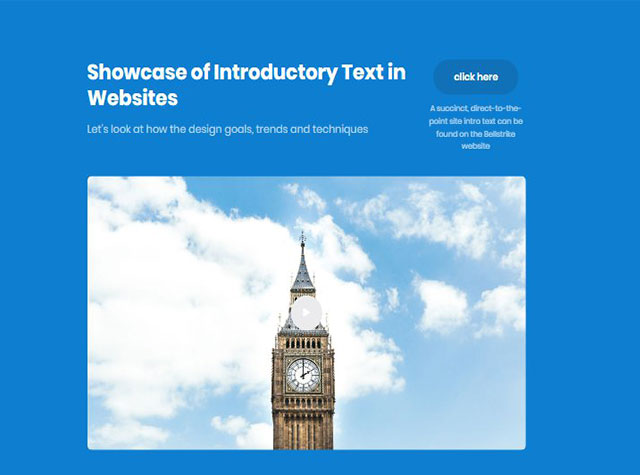 Showcase of Introductory Text in
Websites
Let's look at how the design goals, trends and techniques
click here
A succinct, direct-to-the-
point site intro text can be
found on the Bellstrike
website